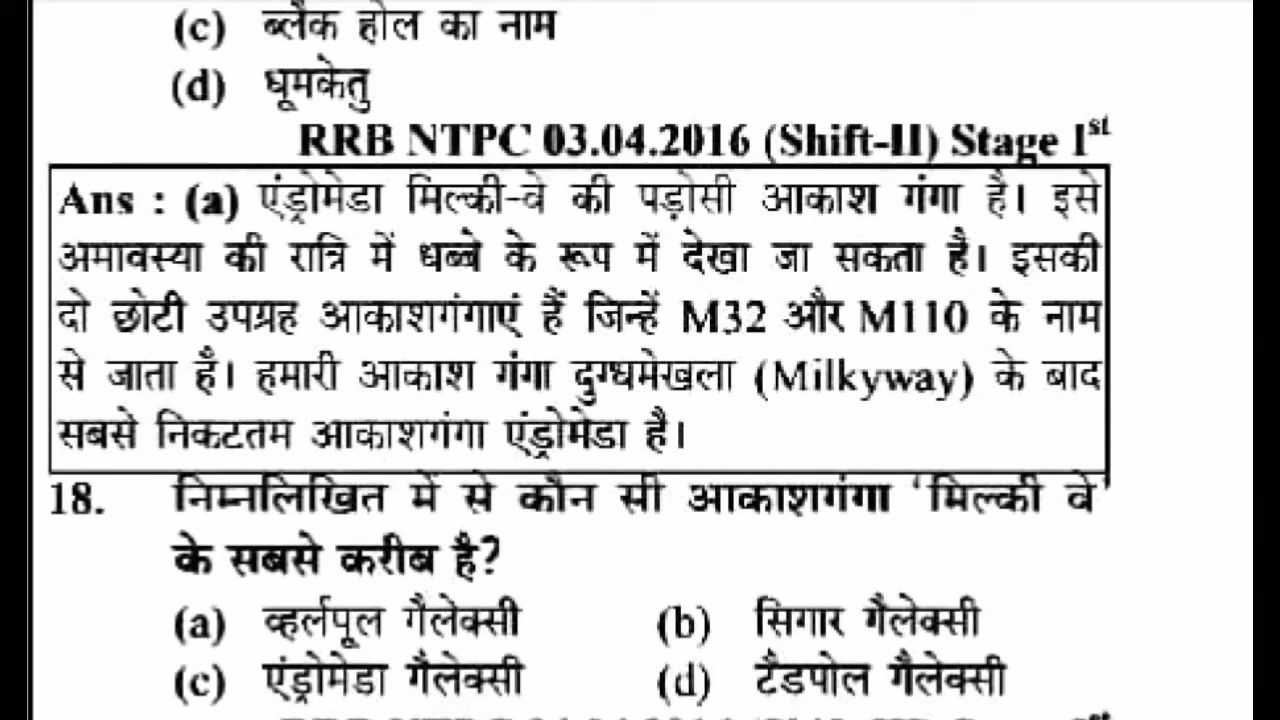 (c) ब्लैक होल का नाम
(d) घूमकेतु
RRB NTPC 03.04.2016 (Shift-II) Stage Ist
Ans : (a) एंड्रोमेडा मिल्की-वे की पड़ोसी आकाश गंगा है। इसे
अमावस्या की रात्रि में धब्बे के रूप में देखा जा सकता है। इसकी
दो छोटी उपग्रह आकाशगंगाएं हैं जिन्हें M32 और M110 के नाम
से जाता हैं। हमारी आकाश गंगा दुग्धमेखला (Milkyway) के बाद
सबसे निकटतम आकाशगंगा एंड्रोमेडा है।
18. निम्नलिखित में से कौन सी आकाशगंगा 'मिल्की वे'
के सबसे करीब है?
(a) व्हर्लपूल गैलेक्सी (b) सिगार गैलेक्सी
(c) एंड्रोमेडा गैलेक्सी (d) टैडपोल गैलेक्सी